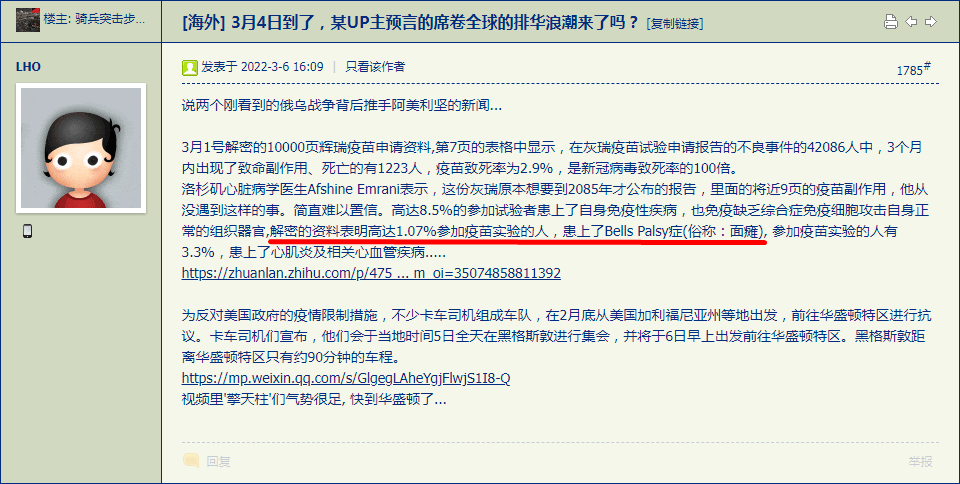 楼主: 骑兵突击步...
[海外] 3月4日到了，某UP主预言的席卷全球的排华浪潮来了吗？ [复制链接]
LHO
发表于 2022-3-6 16:09 | 只看该作者
1785#
说两个刚看到的俄乌战争背后推手阿美利坚的新闻...
3月1号解密的10000页辉瑞疫苗申请资料,第7页的表格中显示，在灰瑞疫苗试验申请报告的不良事件的42086人中，3个月
内出现了致命副作用、死亡的有1223人，疫苗致死率为2.9%，是新冠病毒致死率的100倍。
洛杉矶心脏病学医生Afshine Emrani表示，这份灰瑞原本想要到2085年才公布的报告，里面的将近9页的疫苗副作用，他从
没遇到这样的事。简直难以置信。高达8.5%的参加试验者患上了自身免疫性疾病，也免疫缺乏综合症免疫细胞攻击自身正
常的组织器官,解密的资料表明高达1.07%参加疫苗实验的人，患上了Bells Palsy症(俗称：面瘫), 参加疫苗实验的人有
3.3%，患上了心肌炎及相关心血管疾病.....
https://zhuanlan.zhihu.com/p/475 ... m_oi=35074858811392
为反对美国政府的疫情限制措施，不少卡车司机组成车队，在2月底从美国加利福尼亚州等地出发，前往华盛顿特区进行抗
议。卡车司机们宣布，他们会于当地时间5日全天在黑格斯敦进行集会，并将于6日早上出发前往华盛顿特区。黑格斯敦距
离华盛顿特区只有约90分钟的车程。
https://mp.weixin.qq.com/s/GlgegLAheYgjFlwjS1I8-Q
视频里'擎天柱'们气势很足, 快到华盛顿了...
回复
举报